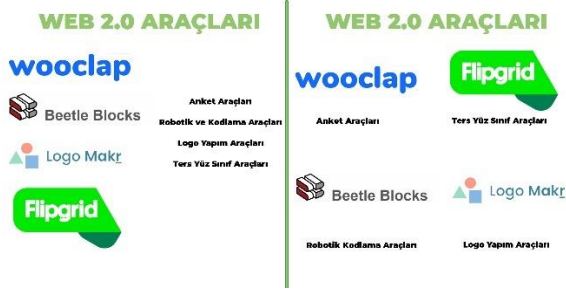 WEB 2.0 ARAÇLARI
wooclap
Beetle Blocks
Logo Makr
Flipgrid
Anket Araçları
Robotik ve Kodlama Araçları
Logo Yapım Araçları
Ters Yüz Sınıf Araçları
WEB 2.0 ARAÇLARI
wooclap
Flipgrid
Anket Araçları
Ters Yüz Sınıf Araçları
Beetle Blocks
Logo Makr
Robotik Kodlama Araçları
Logo Yapım Araçları